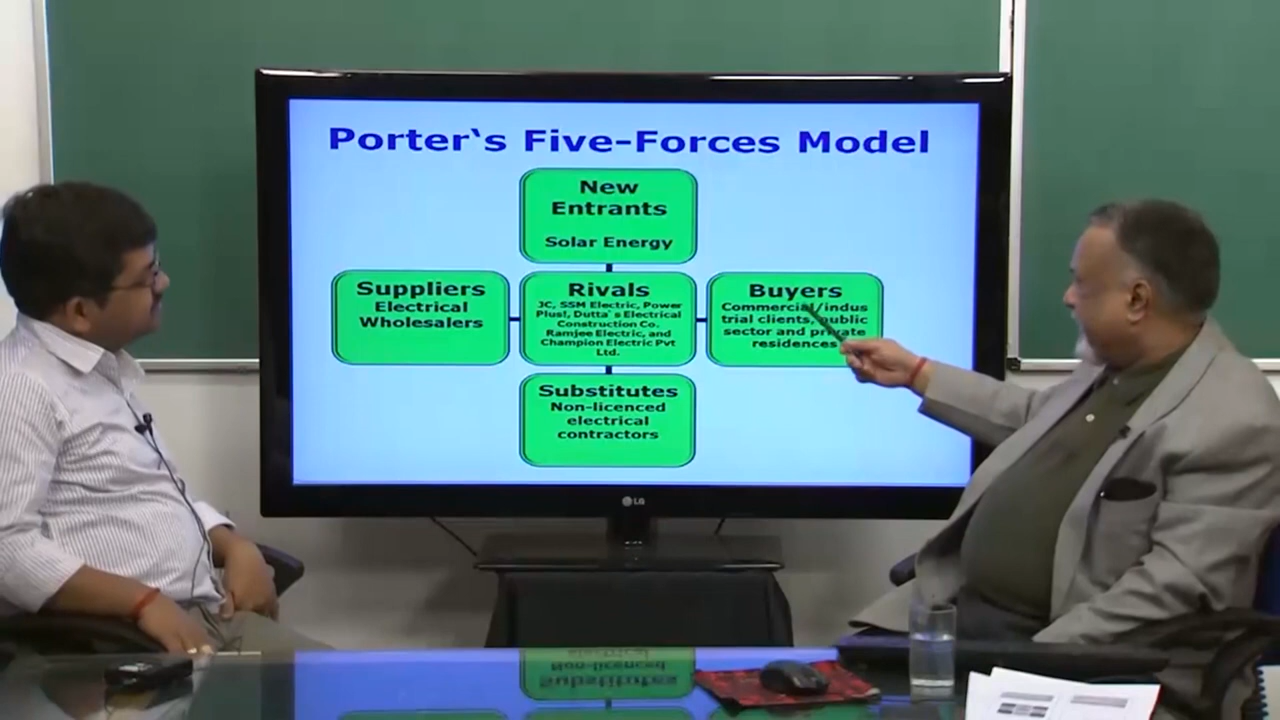 Porter's Five-Forces Model
New
Entrants
Solar Energy
Suppliers
Electrical
Wholesalers
Rivals
JC, SSM Electric, Power
Plus!, Dutta`s Electrical
Construction Co.
Ramjee Electric, and
Champion Electric Pvt
Ltd.
Buyers
Commercial/indus
trial clients, public
sector and private
residences
Substitutes
Non-licenced
electrical
contractors
LG